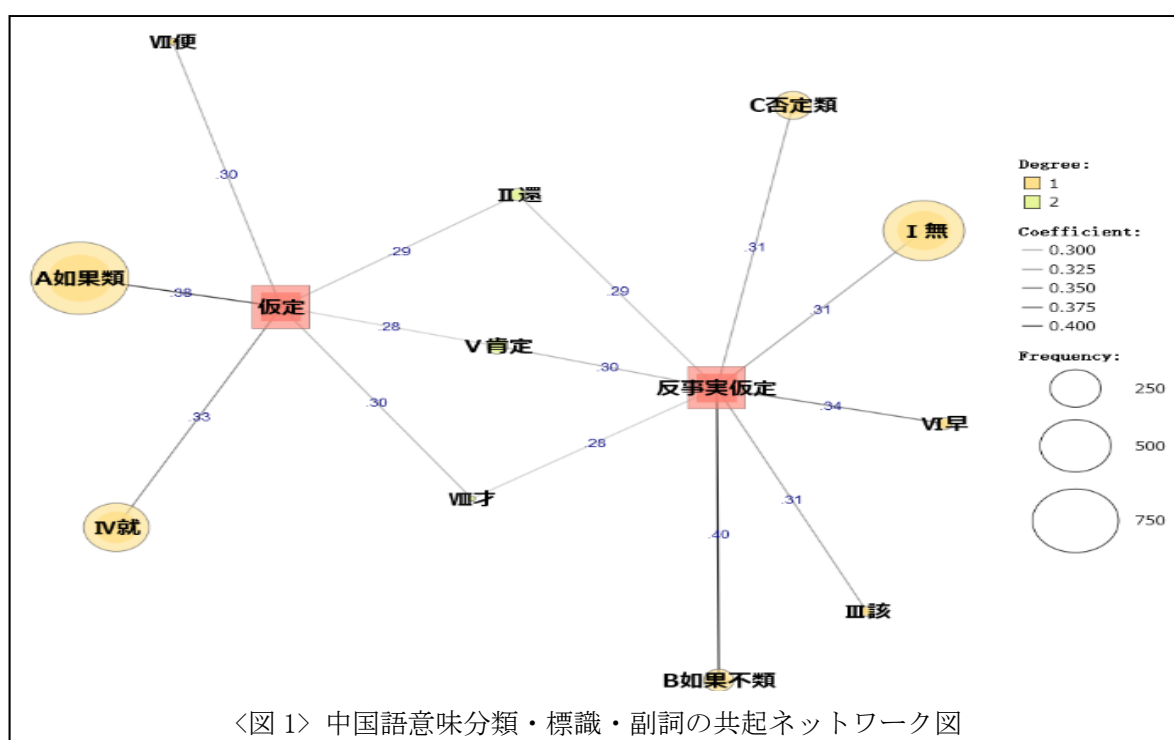 Ⅶ便
C否定類
.30
Ⅱ還
Degree:
1
2
Ⅰ無
.31
Coefficient:
0.300
0.325
0.350
0.375
0.400
.29
.29
A如果類
.38
仮定
.31
.28
Ⅴ肯定
.30
反事実仮定
Frequency:
250
500
750
.33
.30
.34
Ⅵ早
.28
Ⅷ才
.31
Ⅳ就
.40
Ⅲ該
B如果不類
<図 1> 中国語意味分類・標識・副詞の共起ネットワーク図